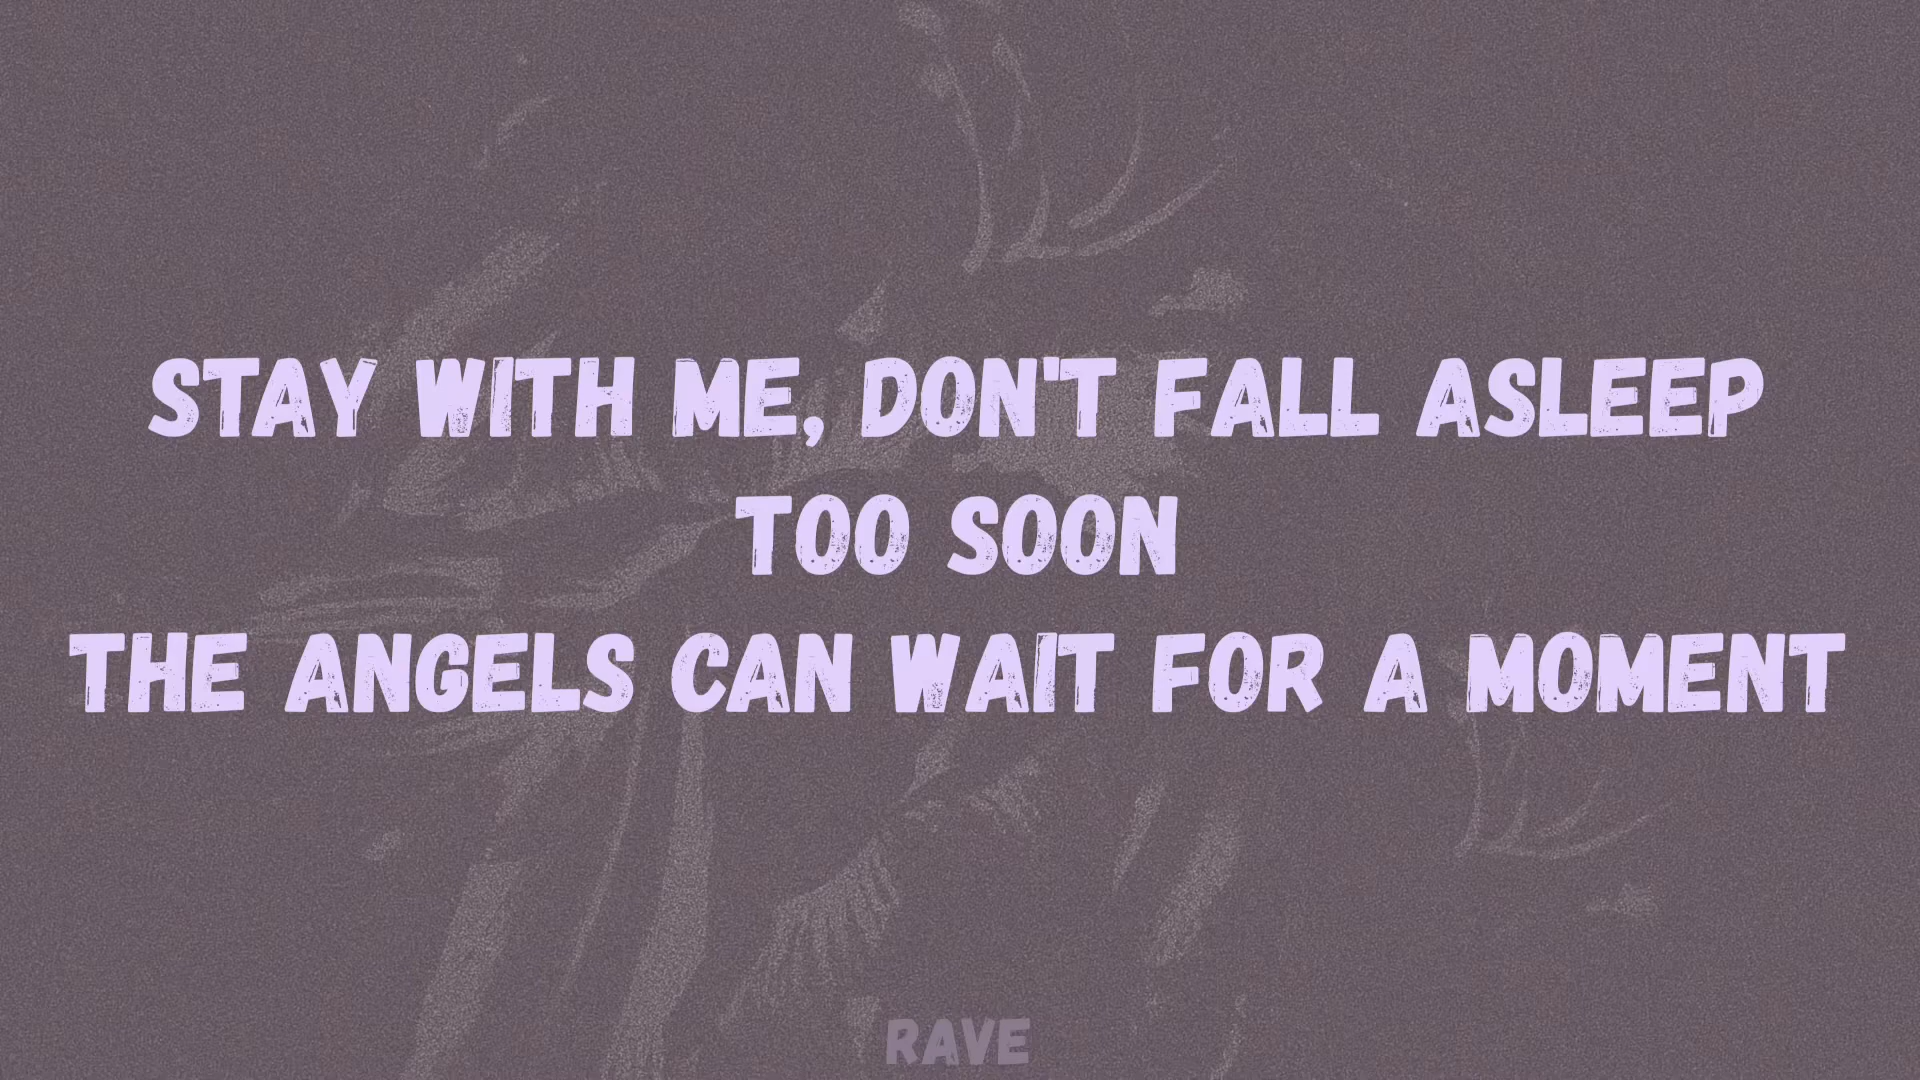 STAY WITH ME, DON'T FALL ASLEEP
TOO SOON
THE ANGELS CAN WAIT FOR A MOMENT
RAVE